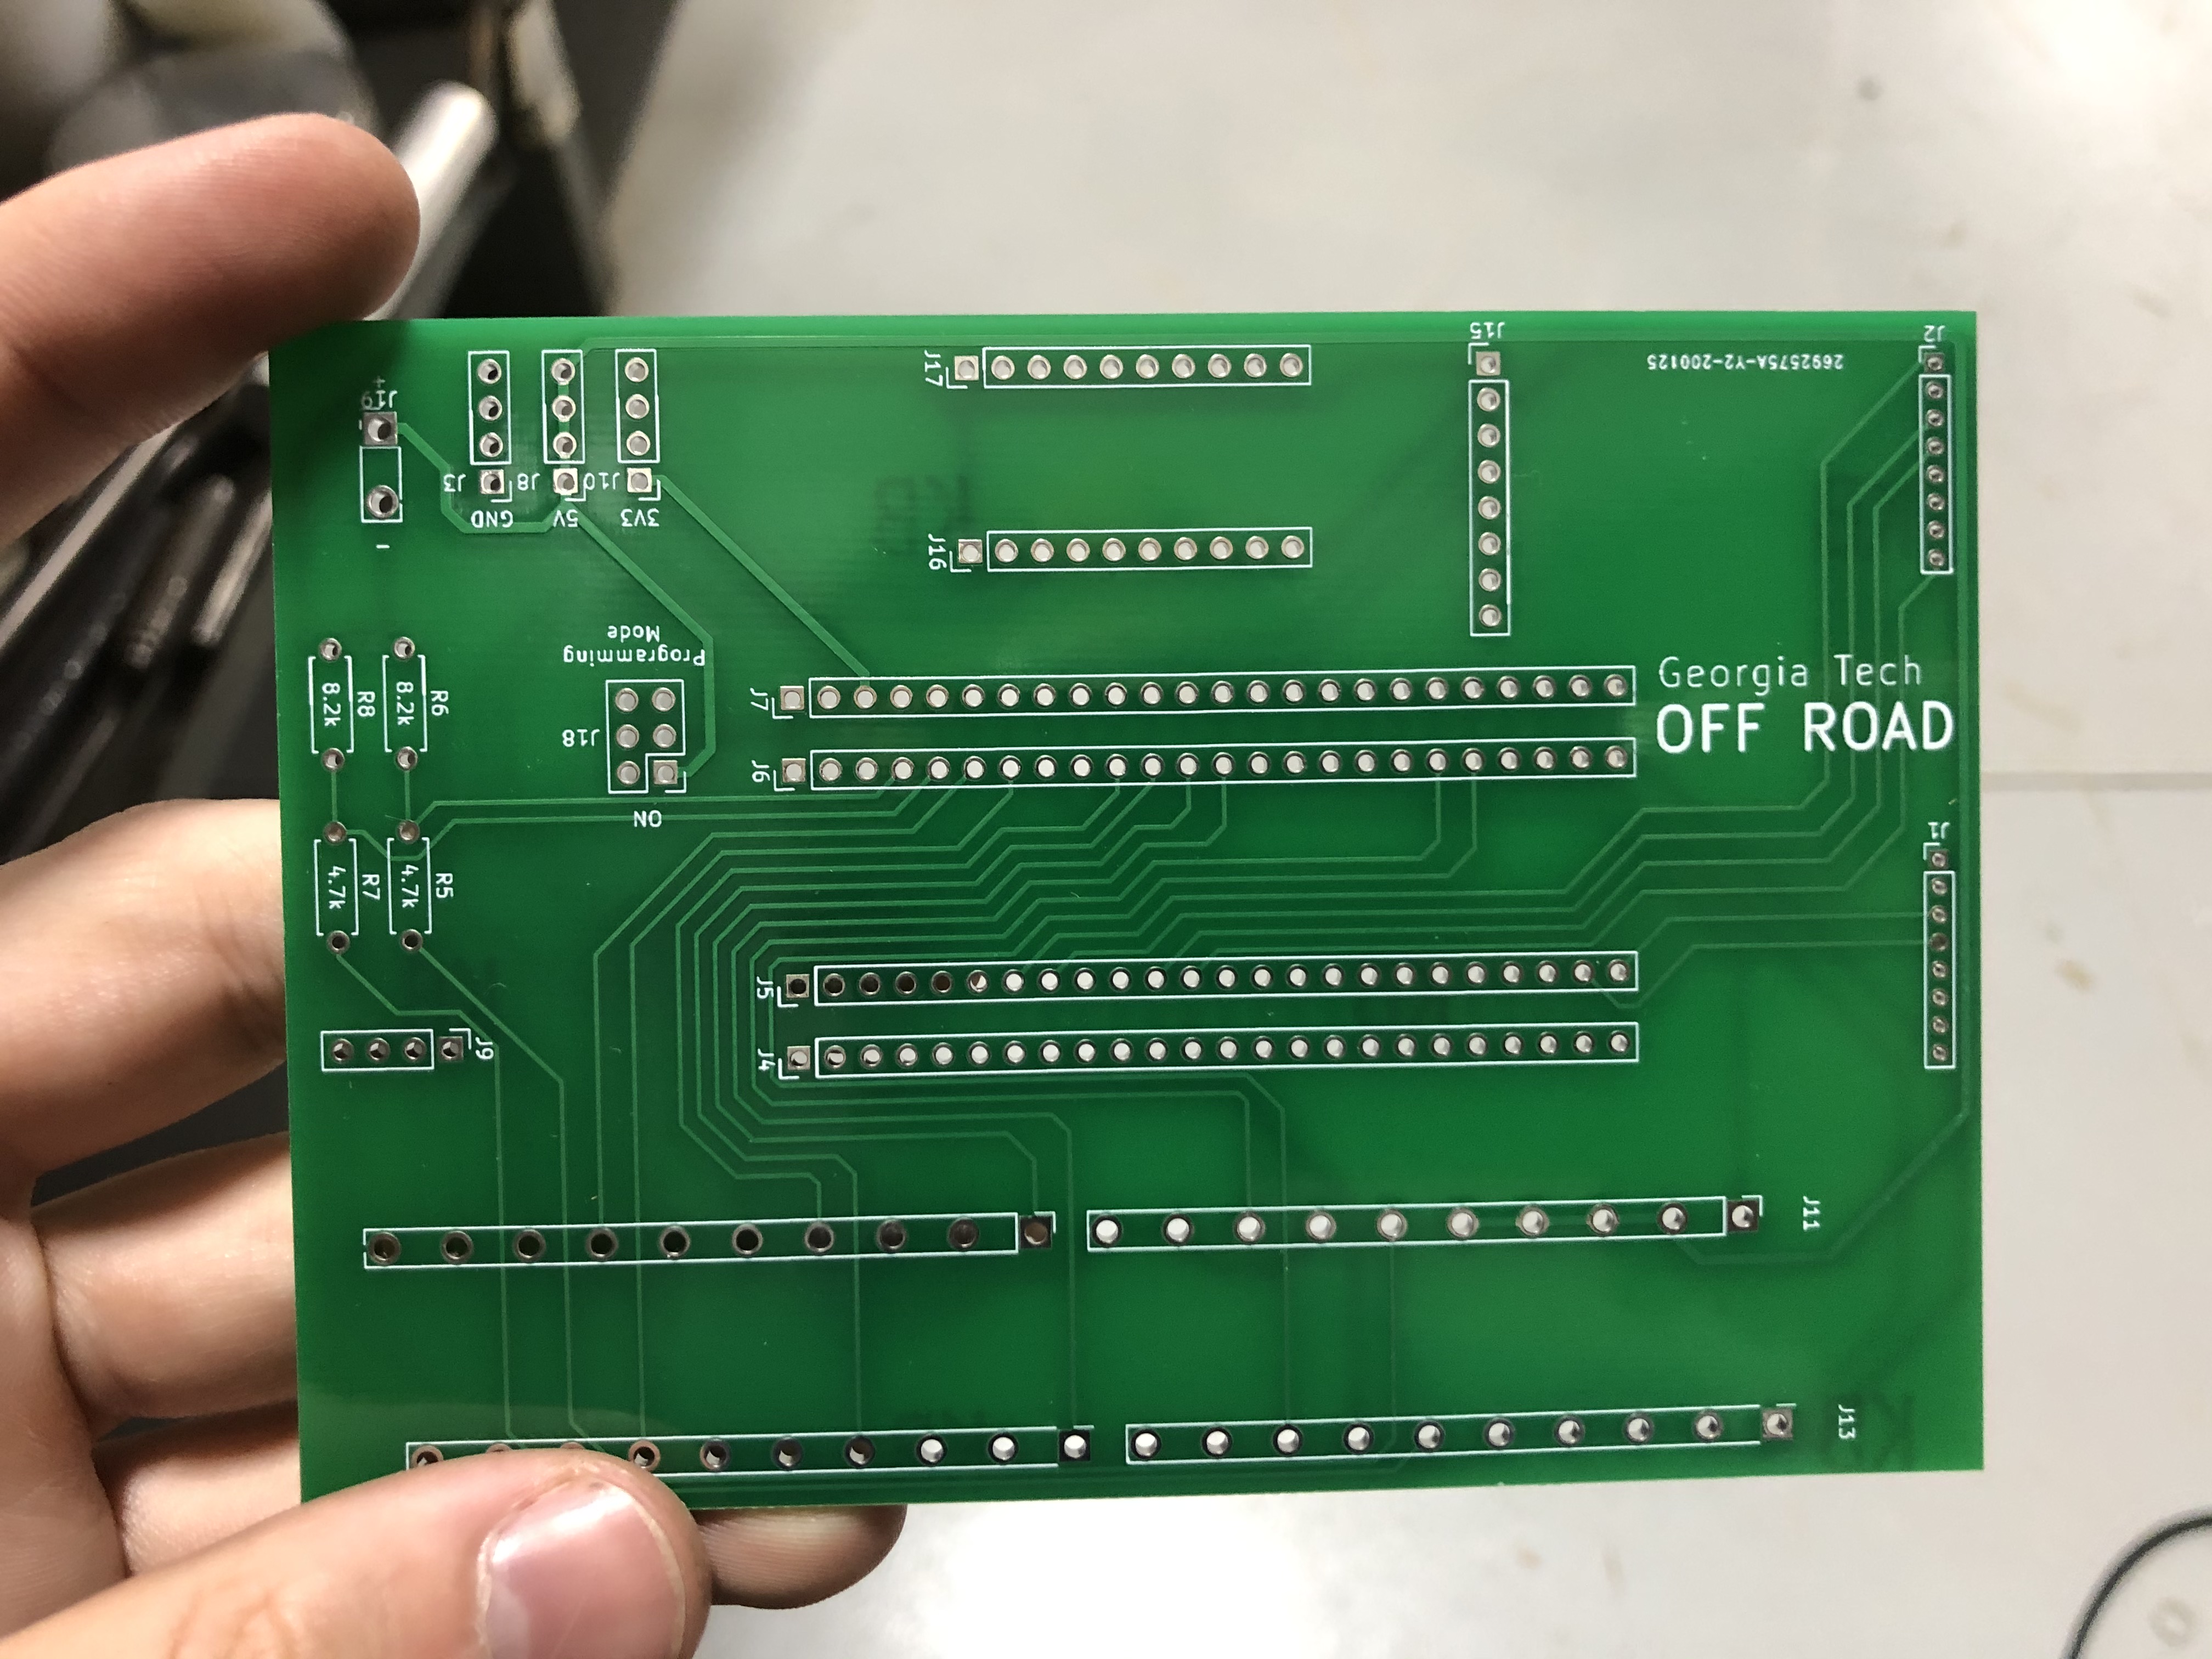 J17
J15
2692575A-Y2-200125
J2
+
J19
J3
J8
J10
GND
5V
3V3
-
J16
Programming
Mode
J18
ON
R8
8.2k
R6
8.2k
J7
J6
Georgia Tech
OFF ROAD
J1
R7
4.7k
R5
4.7k
J5
J4
J9
J11
J13